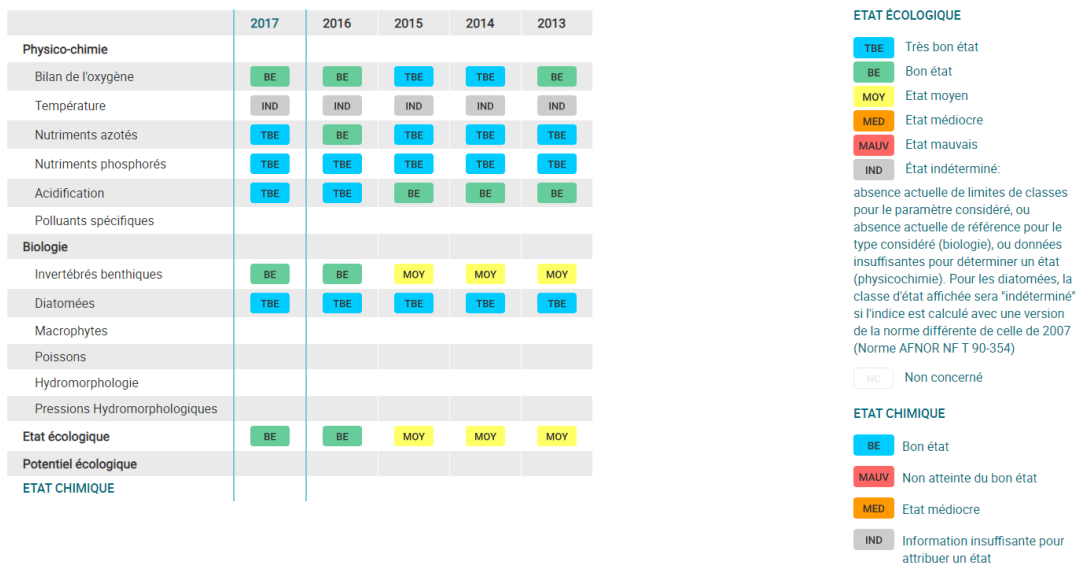 2017 2016 2015 2014 2013
Physico-chimie
Bilan de l'oxygène BE BE TBE TBE BE
Température IND IND IND IND IND
Nutriments azotés TBE BE TBE TBE TBE
Nutriments phosphorés TBE TBE TBE TBE TBE
Acidification TBE TBE BE BE BE
Polluants spécifiques
Biologie
Invertébrés benthiques BE BE MOY MOY MOY
Diatomées TBE TBE TBE TBE TBE
Macrophytes
Poissons
Hydromorphologie
Pressions Hydromorphologiques
Etat écologique BE BE MOY MOY MOY
Potentiel écologique
ETAT CHIMIQUE
ETAT ÉCOLOGIQUE
TBE Très bon état
BE Bon état
MOY Etat moyen
MED Etat médiocre
MAUV Etat mauvais
IND État indéterminé:
absence actuelle de limites de classes
pour le paramètre considéré, ou
absence actuelle de référence pour le
type considéré (biologie), ou données
insuffisantes pour déterminer un état
(physicochimie). Pour les diatomées, la
classe d'état affichée sera "indéterminé"
si l'indice est calculé avec une version
de la norme différente de celle de 2007
(Norme AFNOR NF T 90-354)
NC Non concerné
ETAT CHIMIQUE
BE Bon état
MAUV Non atteinte du bon état
MED Etat médiocre
IND Information insuffisante pour
attribuer un état